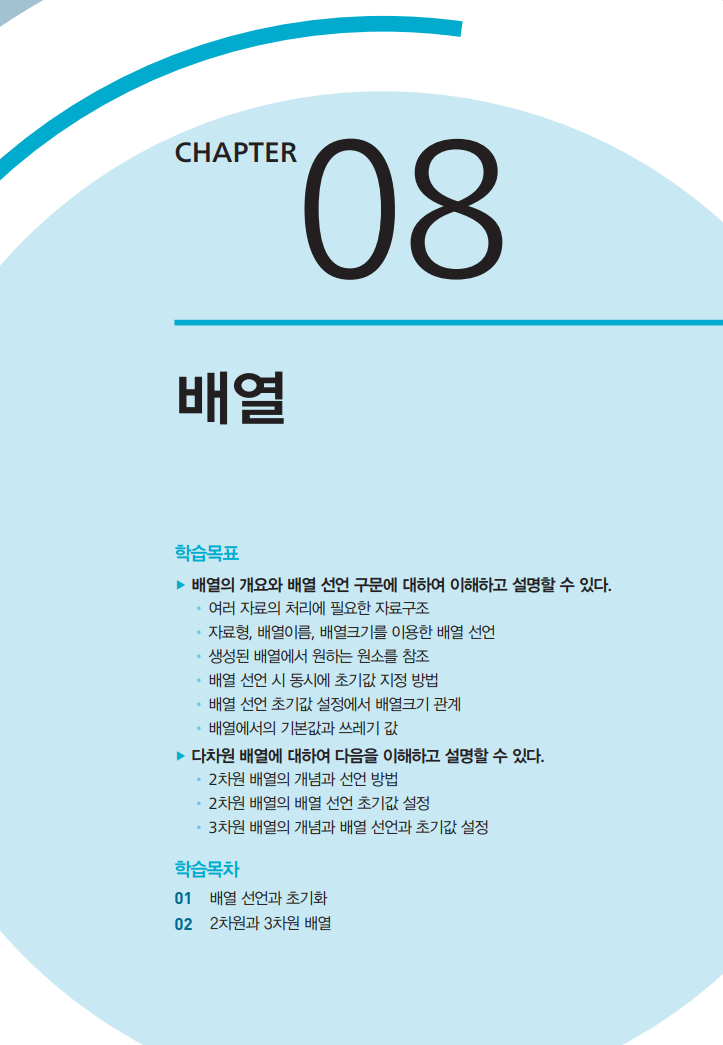 CHAPTER 08
배열
학습목표
▶ 배열의 개요와 배열 선언 구문에 대하여 이해하고 설명할 수 있다.
• 여러 자료의 처리에 필요한 자료구조
• 자료형, 배열이름, 배열크기를 이용한 배열 선언
• 생성된 배열에서 원하는 원소를 참조
• 배열 선언 시 동시에 초기값 지정 방법
• 배열 선언 초기값 설정에서 배열크기 관계
• 배열에서의 기본값과 쓰레기 값
▶ 다차원 배열에 대하여 다음을 이해하고 설명할 수 있다.
• 2차원 배열의 개념과 선언 방법
• 2차원 배열의 배열 선언 초기값 설정
• 3차원 배열의 개념과 배열 선언과 초기값 설정
학습목차
01 배열 선언과 초기화
02 2차원과 3차원 배열